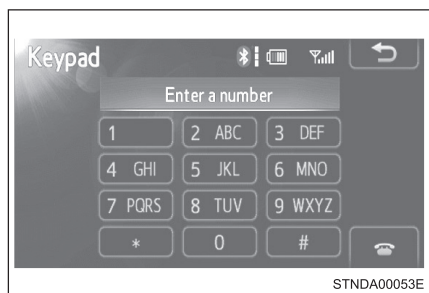 Keypad
Enter a number
1 2 ABC 3 DEF
4 GHI 5 JKL 6 MNO
7 PQRS 8 TUV 9 WXYZ
* 0 #
STNDA00053E